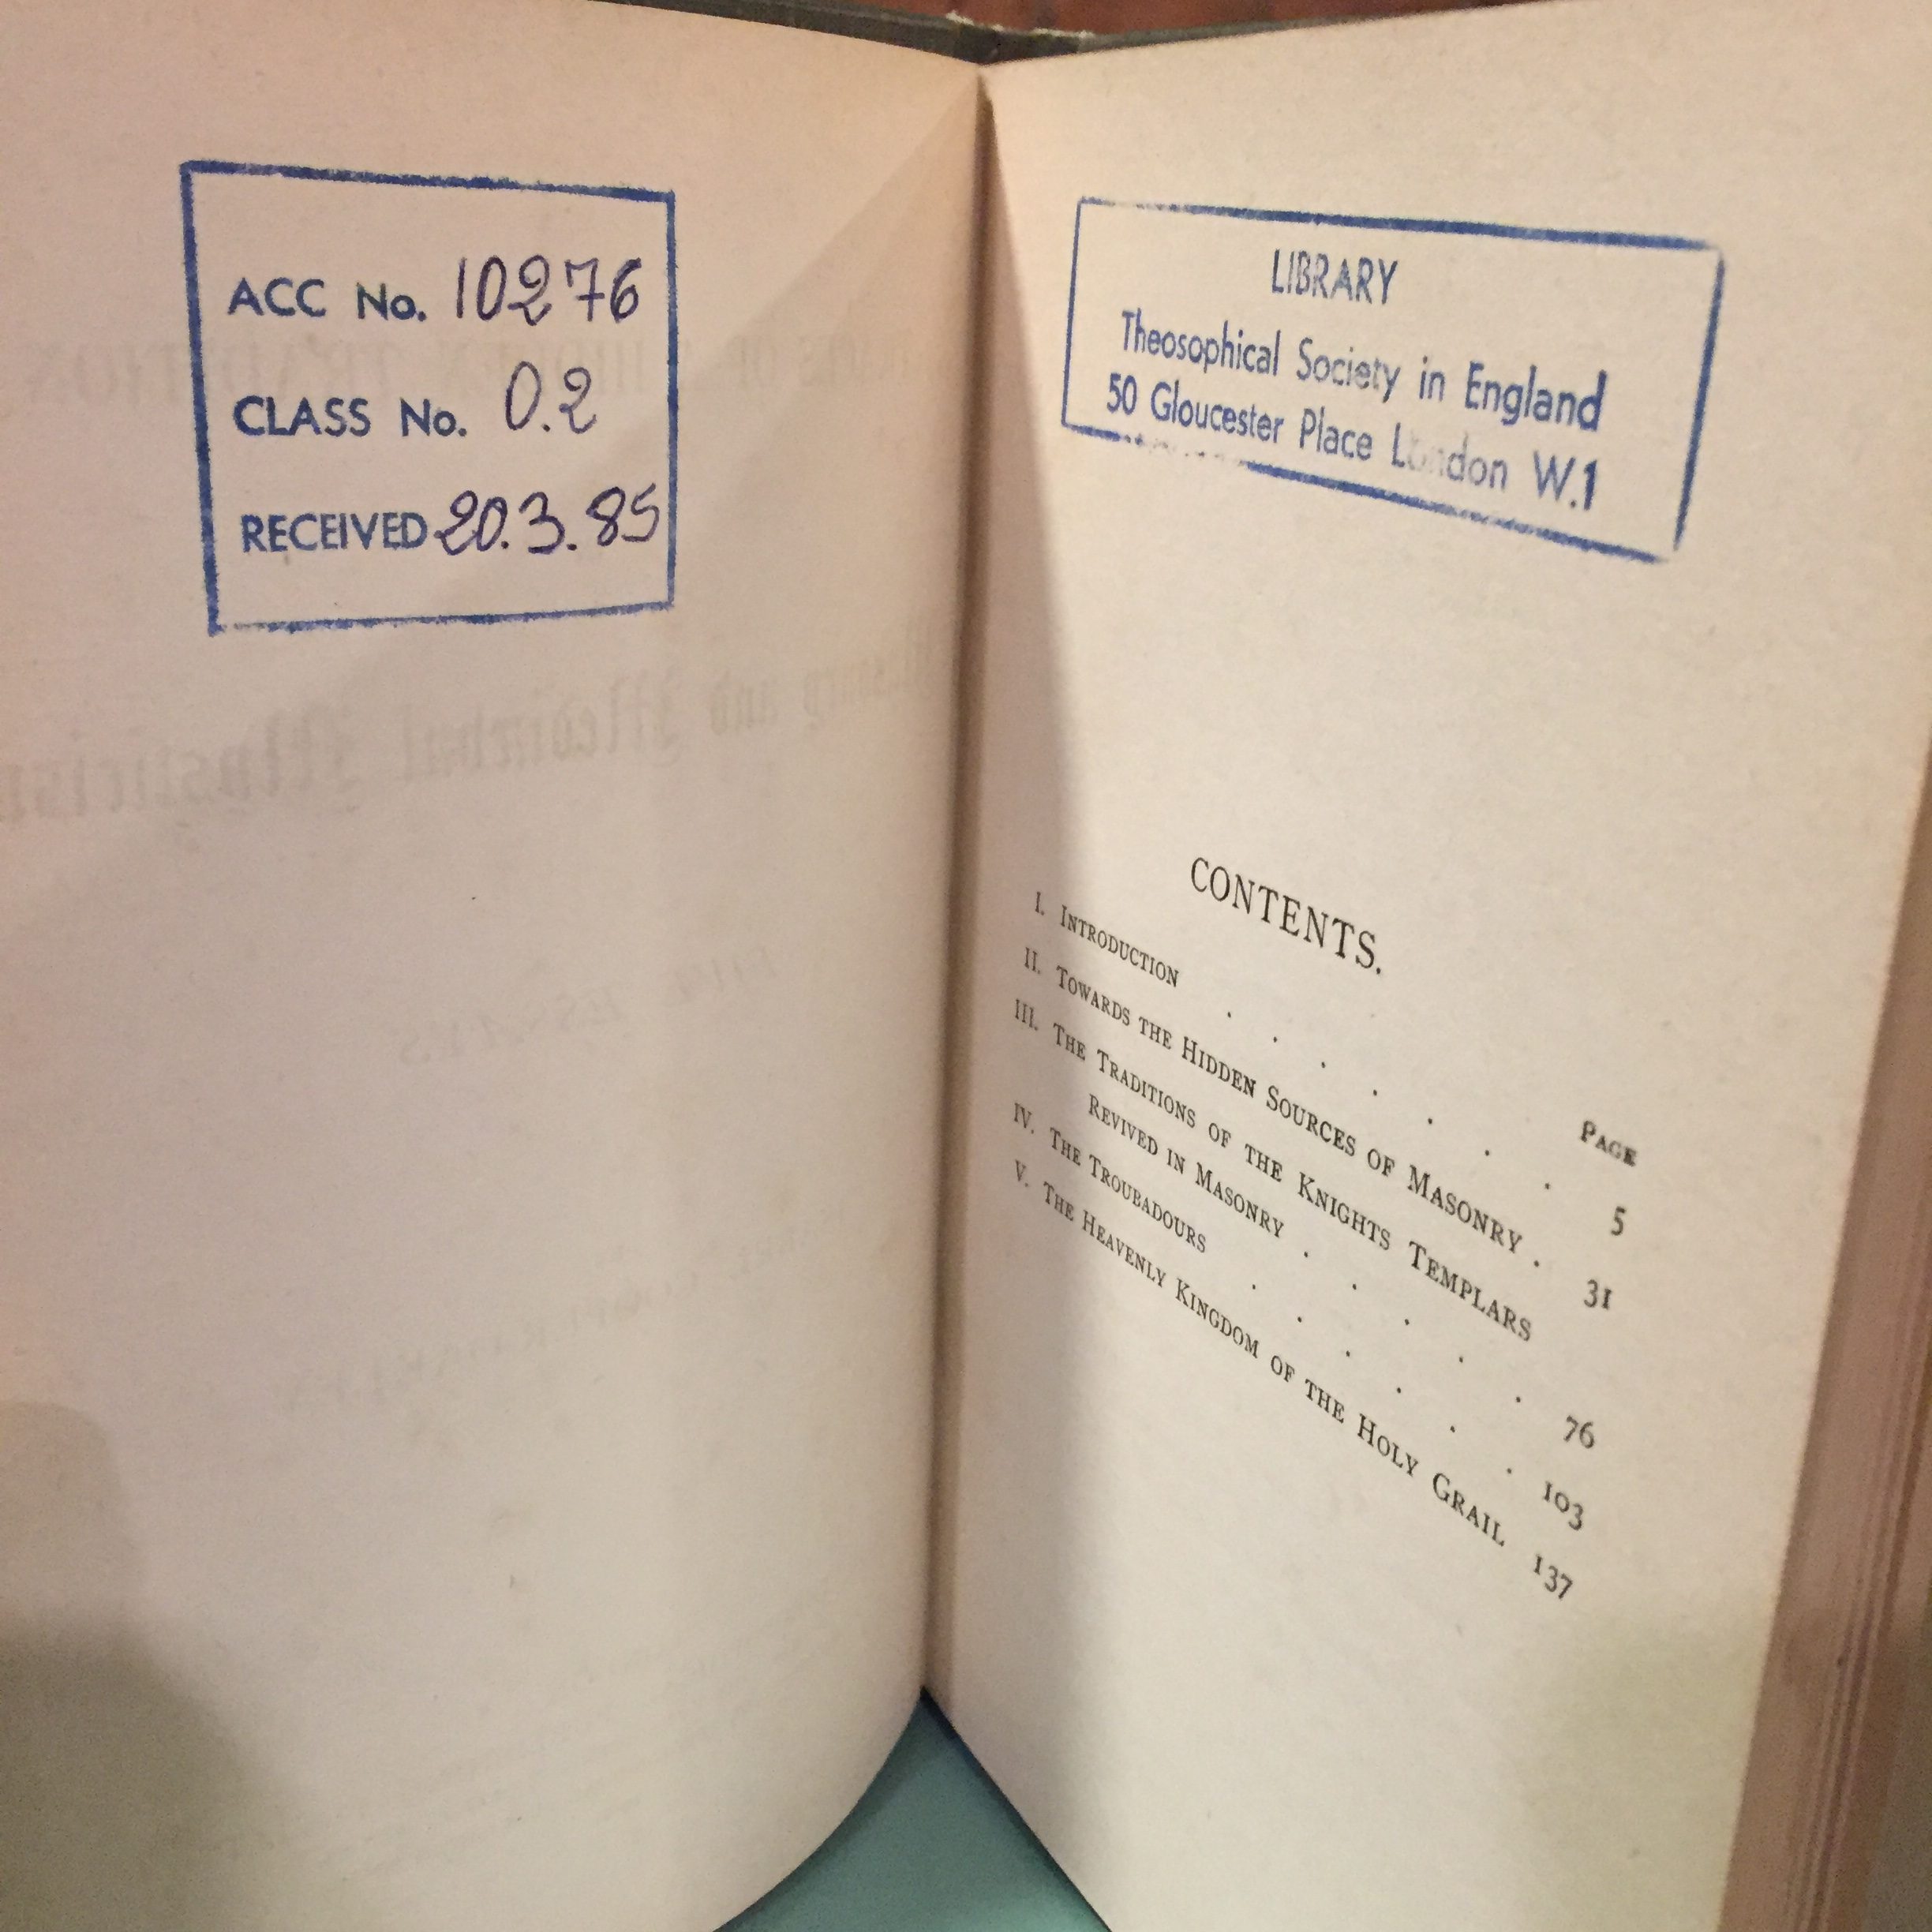 ACC No. 10276
CLASS No. 0.2
RECEIVED 20.3.85
LIBRARY
Theosophical Society in England
50 Gloucester Place London W.1
CONTENTS.
PAGE
I. INTRODUCTION . . . . . . . 5
II. TOWARDS THE HIDDEN SOURCES OF MASONRY . 31
III. THE TRADITIONS OF THE KNIGHTS TEMPLARS
REVIVED IN MASONRY . . . . . 76
IV. THE TROUBADOURS . . . . . . 103
V. THE HEAVENLY KINGDOM OF THE HOLY GRAIL 137